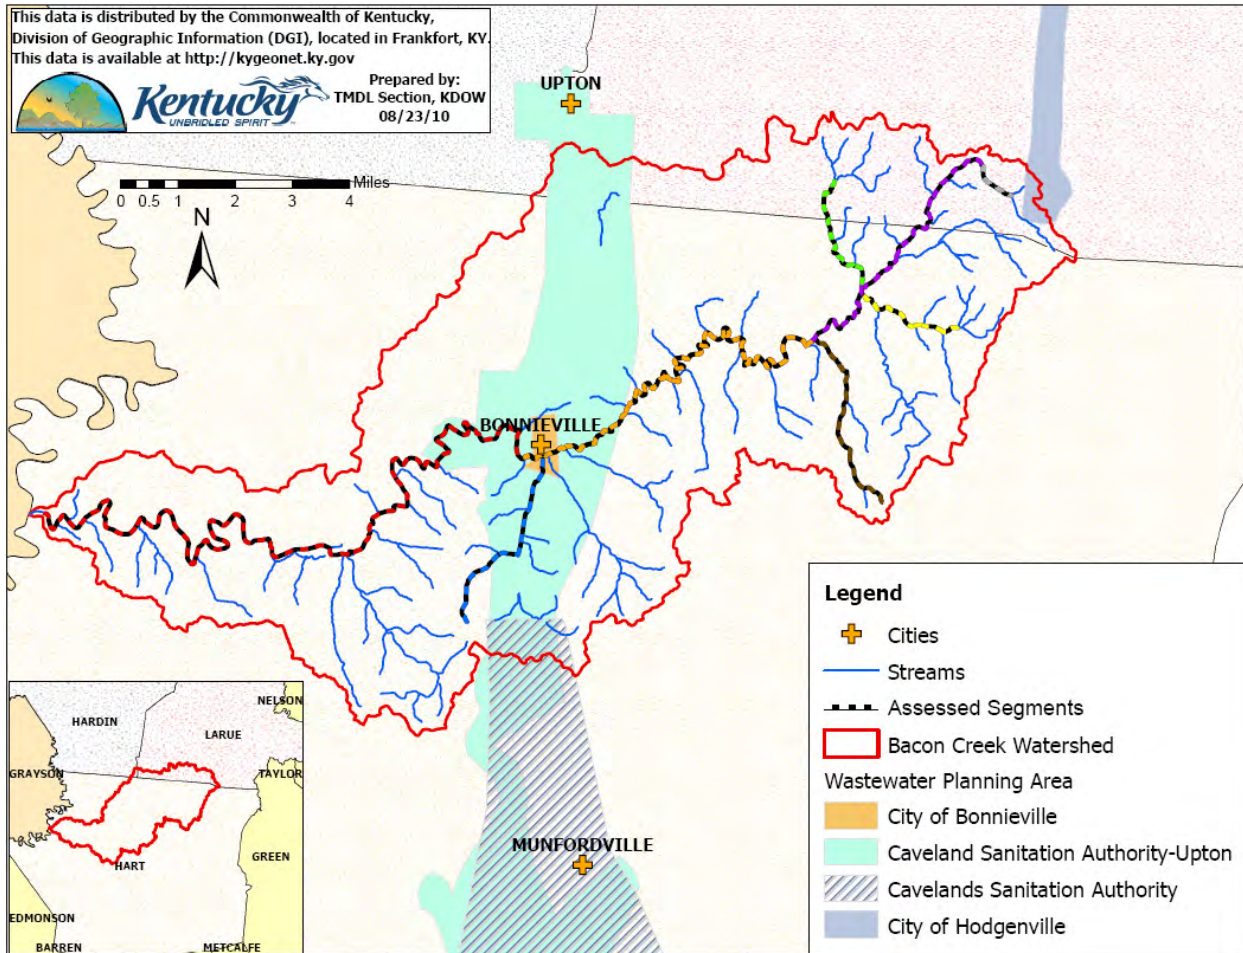 This data is distributed by the Commonwealth of Kentucky,
Division of Geographic Information (DGI), located in Frankfort, KY.
This data is available at http://kygeonet.ky.gov
Kentucky
UNBRIDLED SPIRIT™
Prepared by:
TMDL Section, KDOW
08/23/10
UPTON
Miles
0 0.5 1 2 3 4
N
BONNIEVILLE
MUNFORDVILLE
Legend
Cities
Streams
Assessed Segments
Bacon Creek Watershed
Wastewater Planning Area
City of Bonnieville
Caveland Sanitation Authority-Upton
Cavelands Sanitation Authority
City of Hodgenville
NELSON
HARDIN
LARUE
GRAYSON
TAYLOR
HART
GREEN
EDMONSON
BARREN
METCALFE